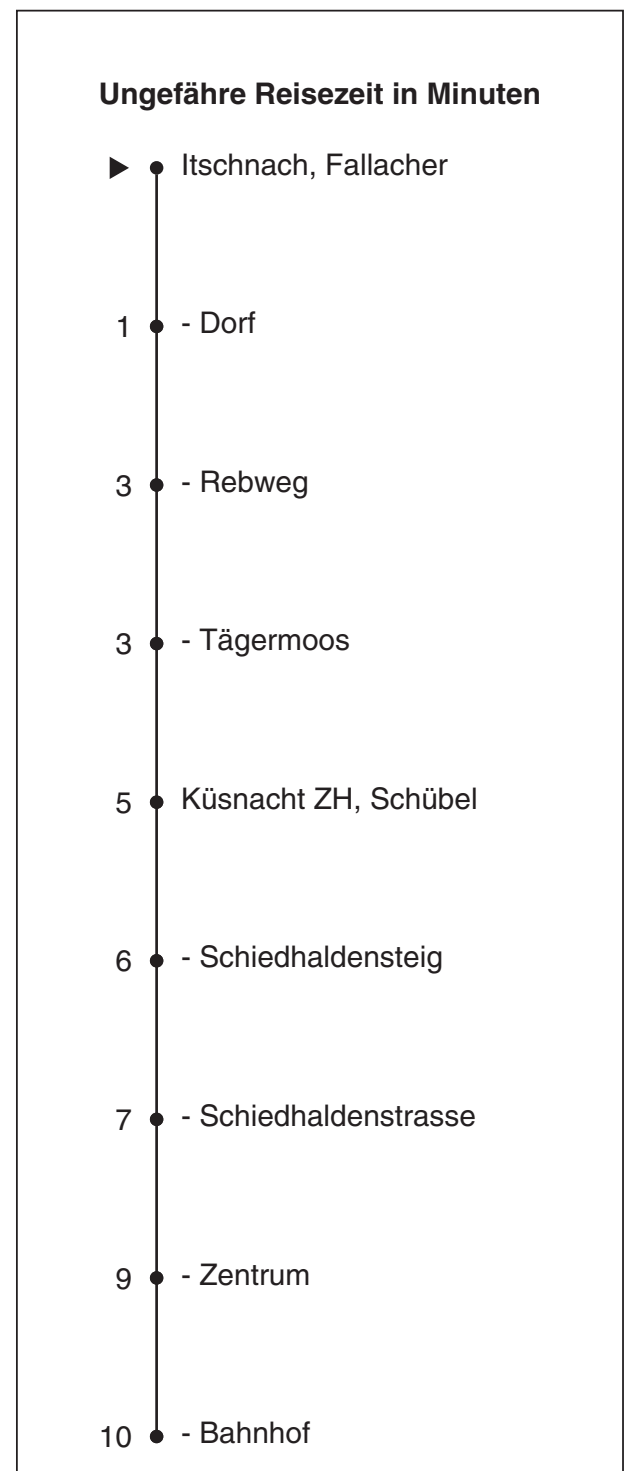 Ungefähre Reisezeit in Minuten
Itschnach, Fallacher
1 - Dorf
3 - Rebweg
3 - Tägermoos
5 Küsnacht ZH, Schübel
6 - Schiedhaldensteig
7 - Schiedhaldenstrasse
9 - Zentrum
10 - Bahnhof